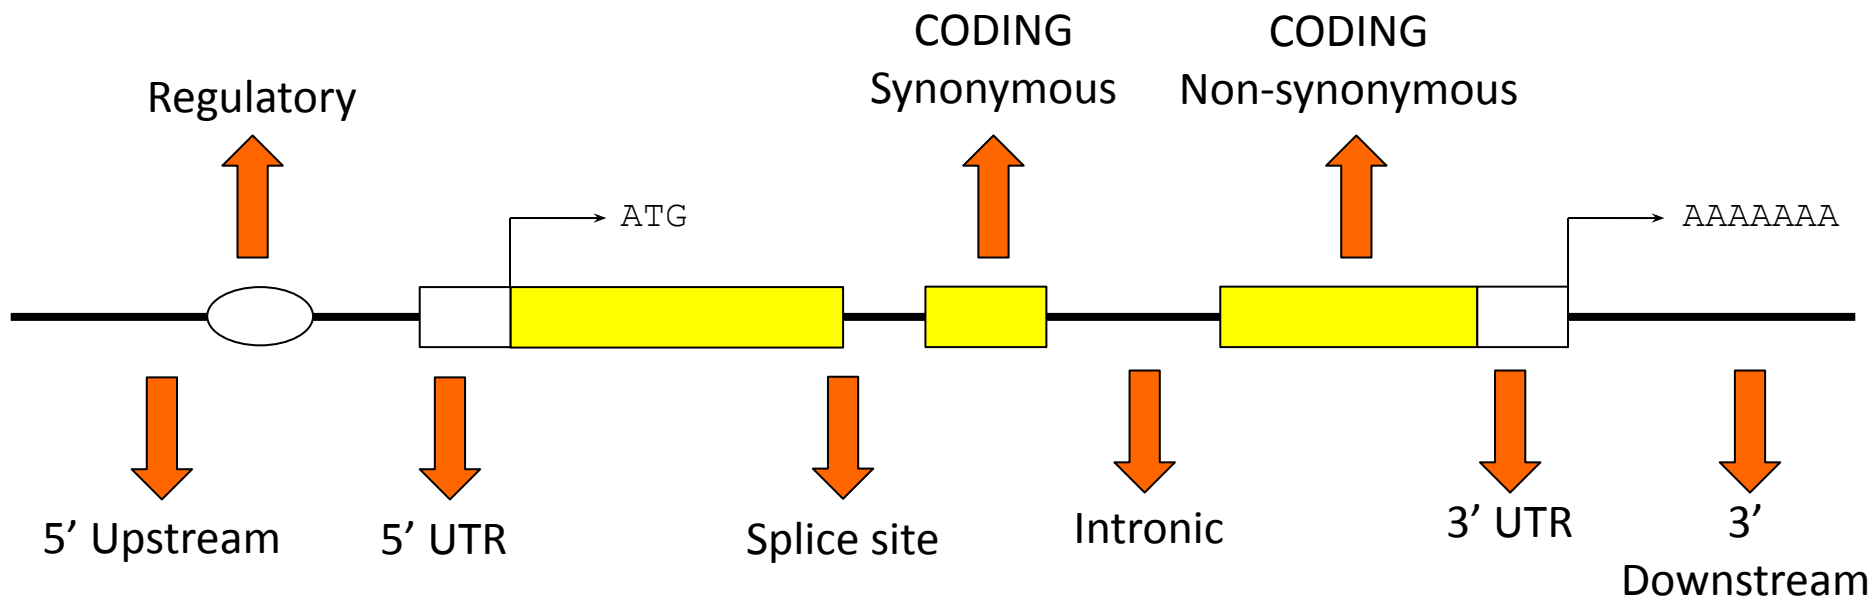 CODING
Synonymous
CODING
Non-synonymous
Regulatory
ATG
AAAAAAA
5’ Upstream
5’ UTR
Splice site
Intronic
3’ UTR
3’
Downstream